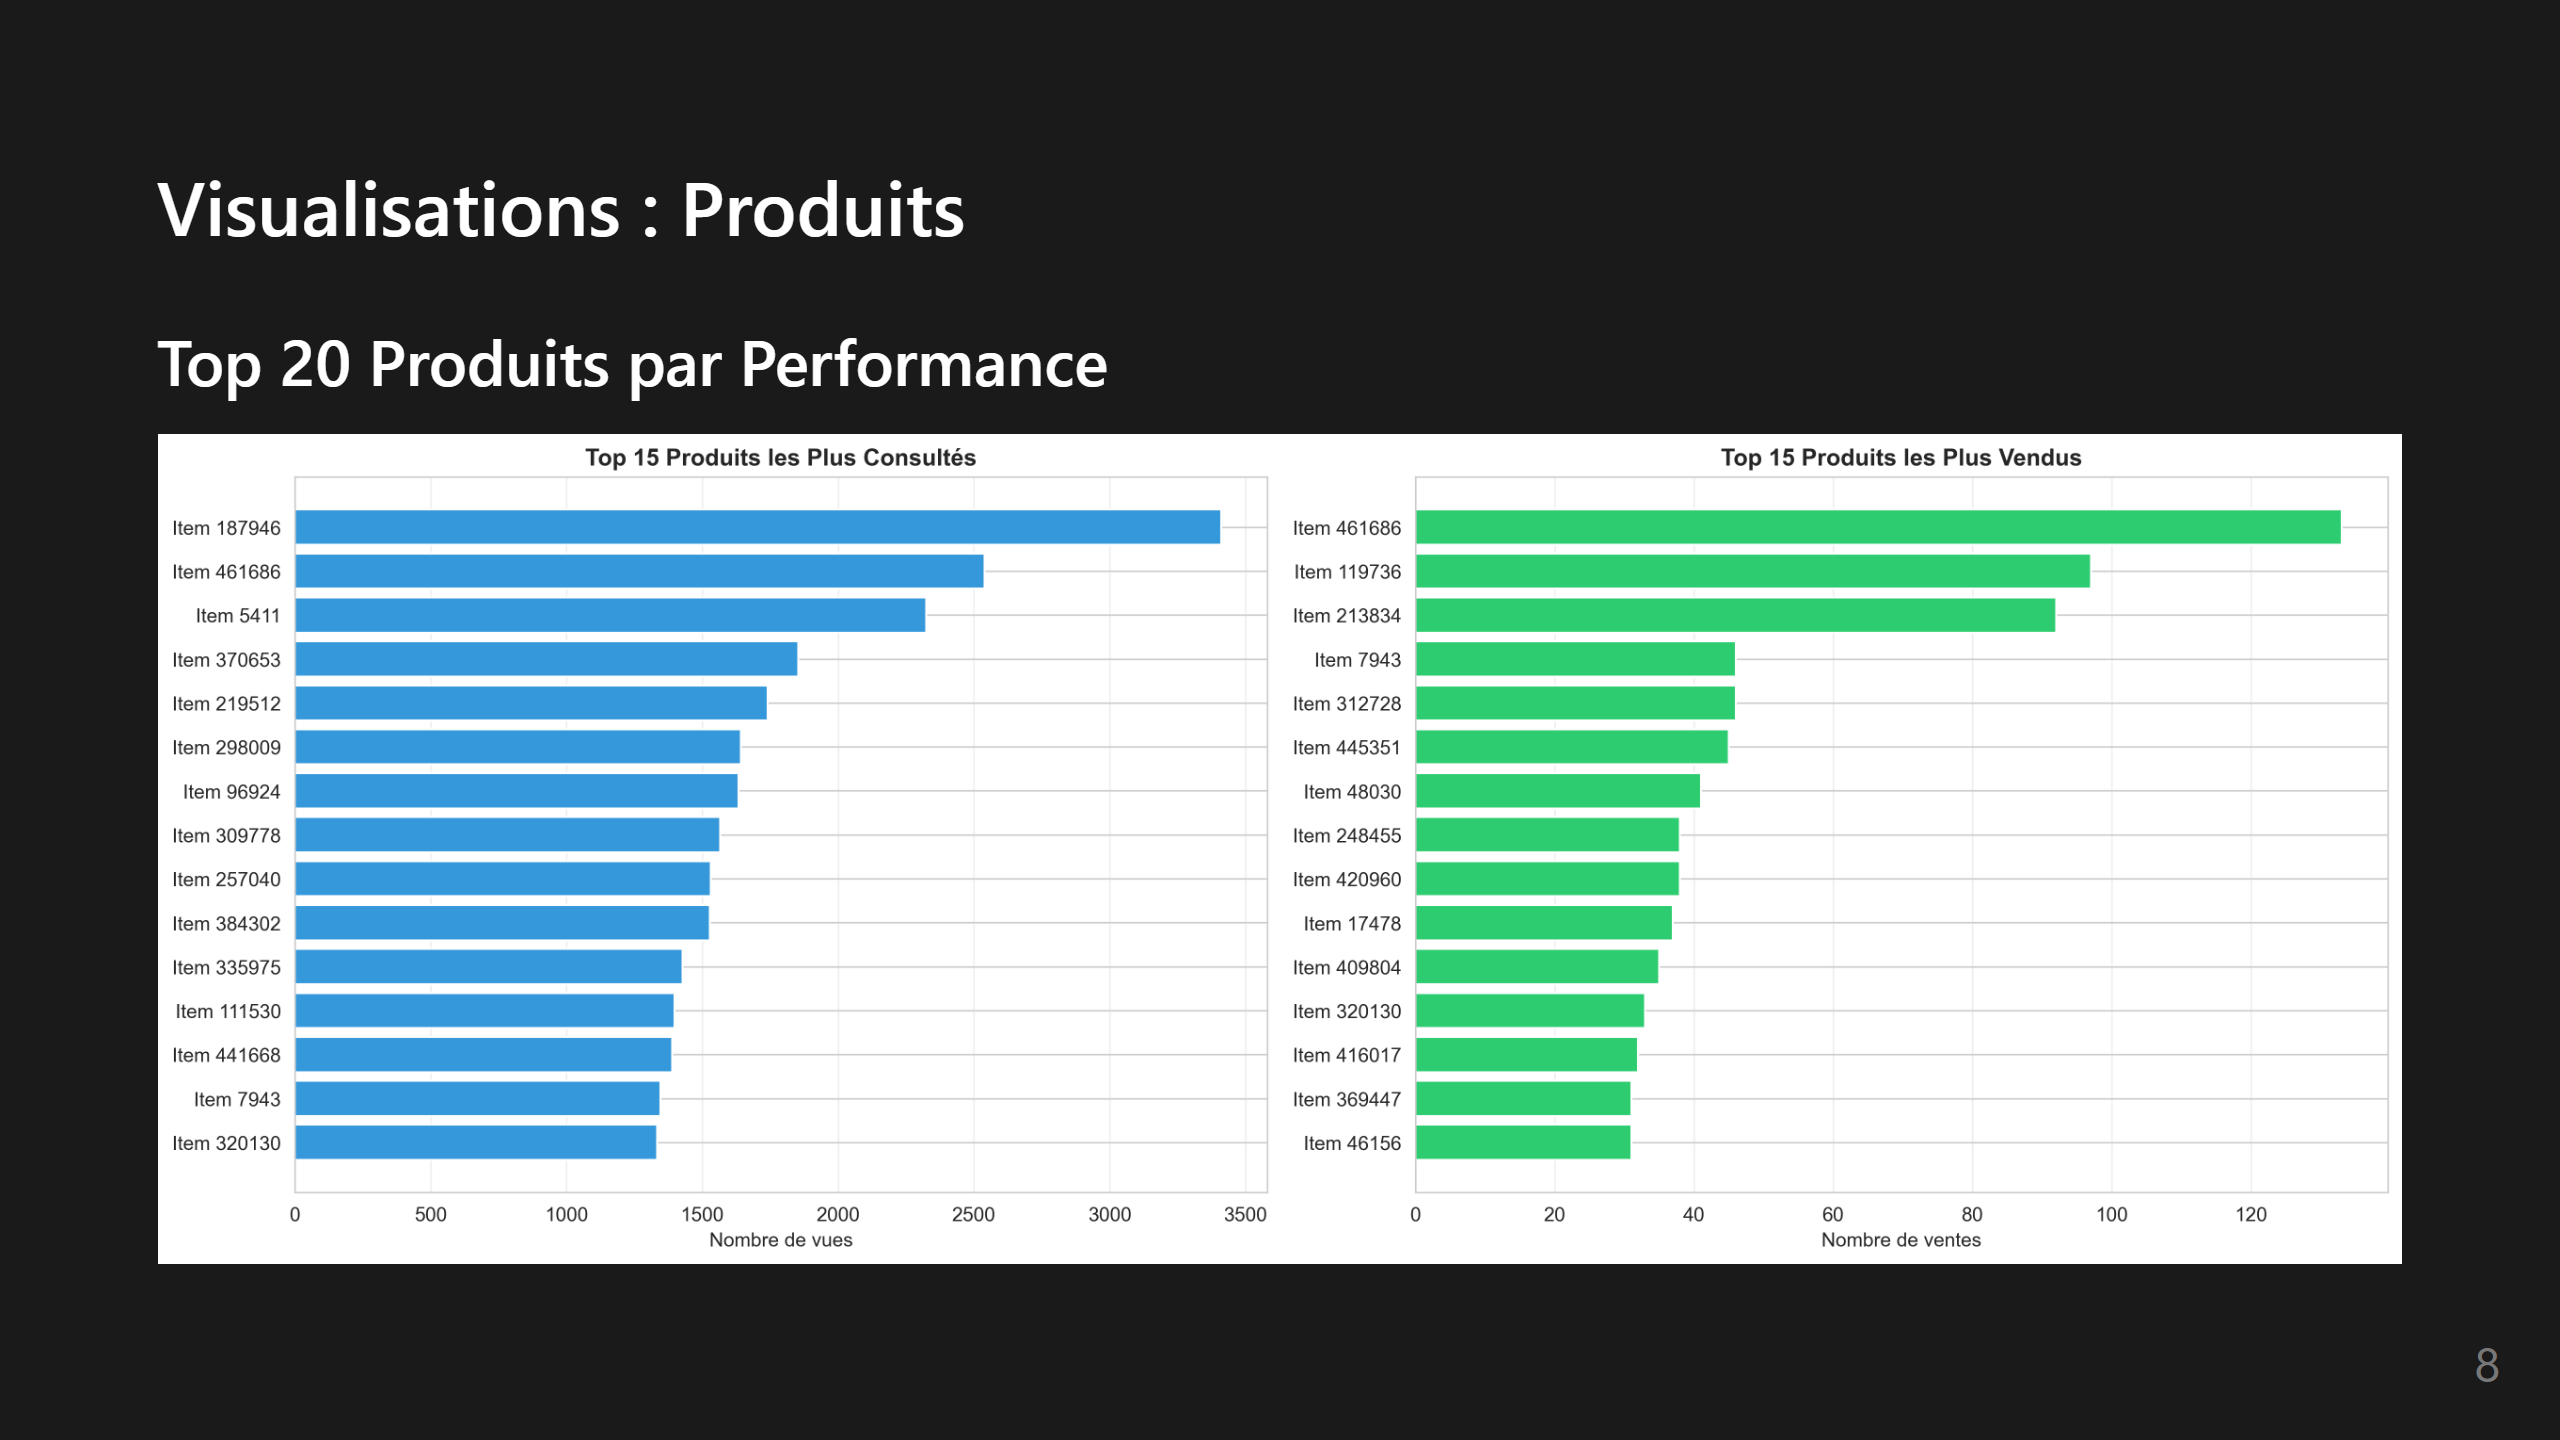 Visualisations : Produits
Top 20 Produits par Performance
Top 15 Produits les Plus Consultés
Item 187946
Item 461686
Item 5411
Item 370653
Item 219512
Item 298009
Item 96924
Item 309778
Item 257040
Item 384302
Item 335975
Item 111530
Item 441668
Item 7943
Item 320130
0 500 1000 1500 2000 2500 3000 3500
Nombre de vues
Top 15 Produits les Plus Vendus
Item 461686
Item 119736
Item 213834
Item 7943
Item 312728
Item 445351
Item 48030
Item 248455
Item 420960
Item 17478
Item 409804
Item 320130
Item 416017
Item 369447
Item 46156
0 20 40 60 80 100 120
Nombre de ventes
8